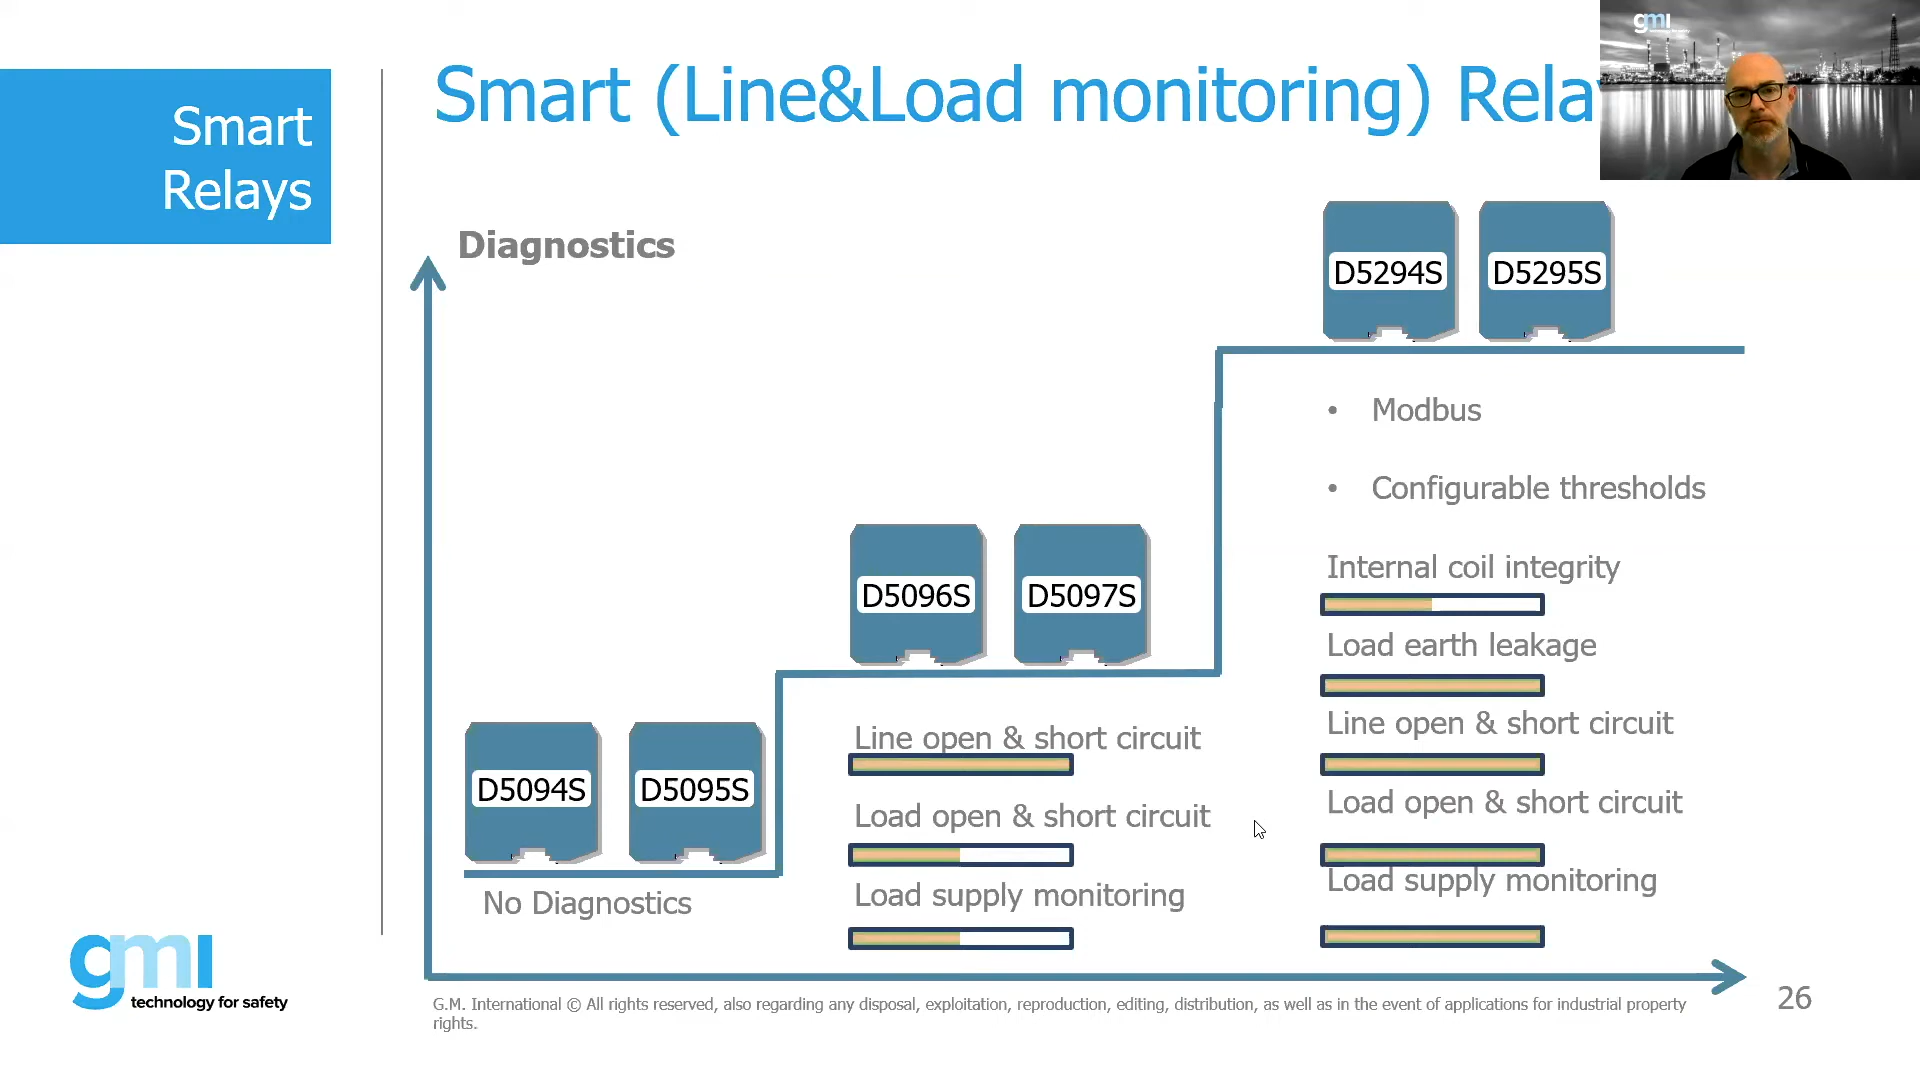 Smart
Relays
Smart (Line&Load monitoring) Rela
gmi
Diagnostics
D5294S
D5295S
• Modbus
• Configurable thresholds
D5096S
D5097S
Internal coil integrity
Load earth leakage
Line open & short circuit
Load open & short circuit
Load supply monitoring
Line open & short circuit
Load open & short circuit
Load supply monitoring
D5094S
D5095S
No Diagnostics
gmi
technology for safety
G.M. International © All rights reserved, also regarding any disposal, exploitation, reproduction, editing, distribution, as well as in the event of applications for industrial property
rights.
26